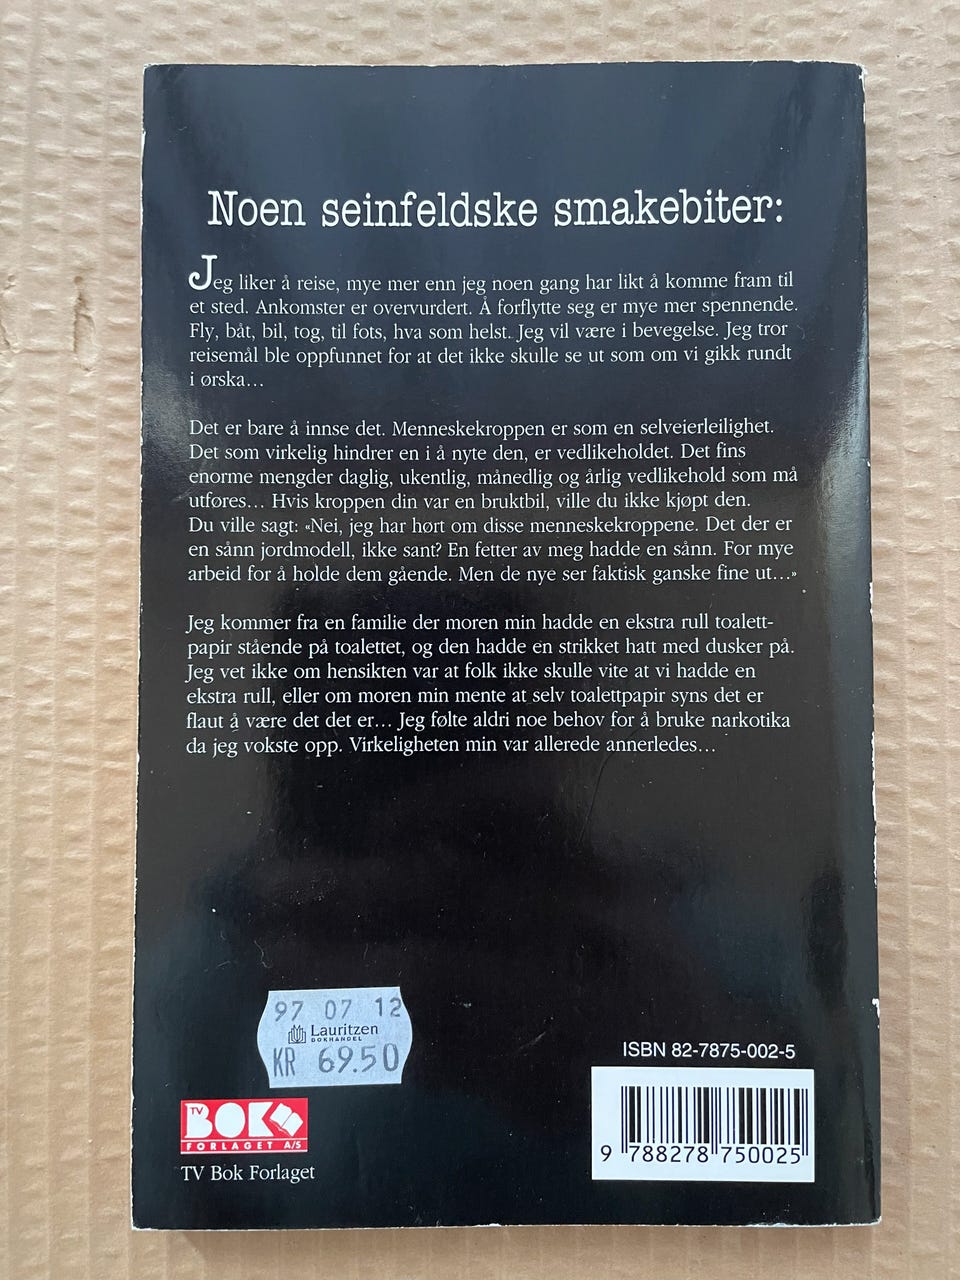 Noen seinfeldske smakebiter:
Jeg liker å reise, mye mer enn jeg noen gang har likt å komme fram til
et sted. Ankomster er overvurdert. Å forflytte seg er mye mer spennende.
Fly, båt, bil, tog, til fots, hva som helst. Jeg vil være i bevegelse. Jeg tror
reisemål ble oppfunnet for at det ikke skulle se ut som om vi gikk rundt
i ørska…
Det er bare å innse det. Menneskekroppen er som en selveierleilighet.
Det som virkelig hindrer en i å nyte den, er vedlikeholdet. Det fins
enorme mengder daglig, ukentlig, månedlig og årlig vedlikehold som må
utføres… Hvis kroppen din var en bruktbil, ville du ikke kjøpt den.
Du ville sagt: «Nei, jeg har hørt om disse menneskekroppene. Det der er
en sånn jordmodell, ikke sant? En fetter av meg hadde en sånn. For mye
arbeid for å holde dem gående. Men de nye ser faktisk ganske fine ut…»
Jeg kommer fra en familie der moren min hadde en ekstra rull toalett-
papir stående på toalettet, og den hadde en strikket hatt med dusker på.
Jeg vet ikke om hensikten var at folk ikke skulle vite at vi hadde en
ekstra rull, eller om moren min mente at selv toalettpapir syns det er
flaut å være det det er… Jeg følte aldri noe behov for å bruke narkotika
da jeg vokste opp. Virkeligheten min var allerede annerledes…
97 07 12
Lauritzen
BOKHANDEL
KR 69.50
TV
BOK
FORLAGET A/S
TV Bok Forlaget
ISBN 82-7875-002-5
9 788278 750025